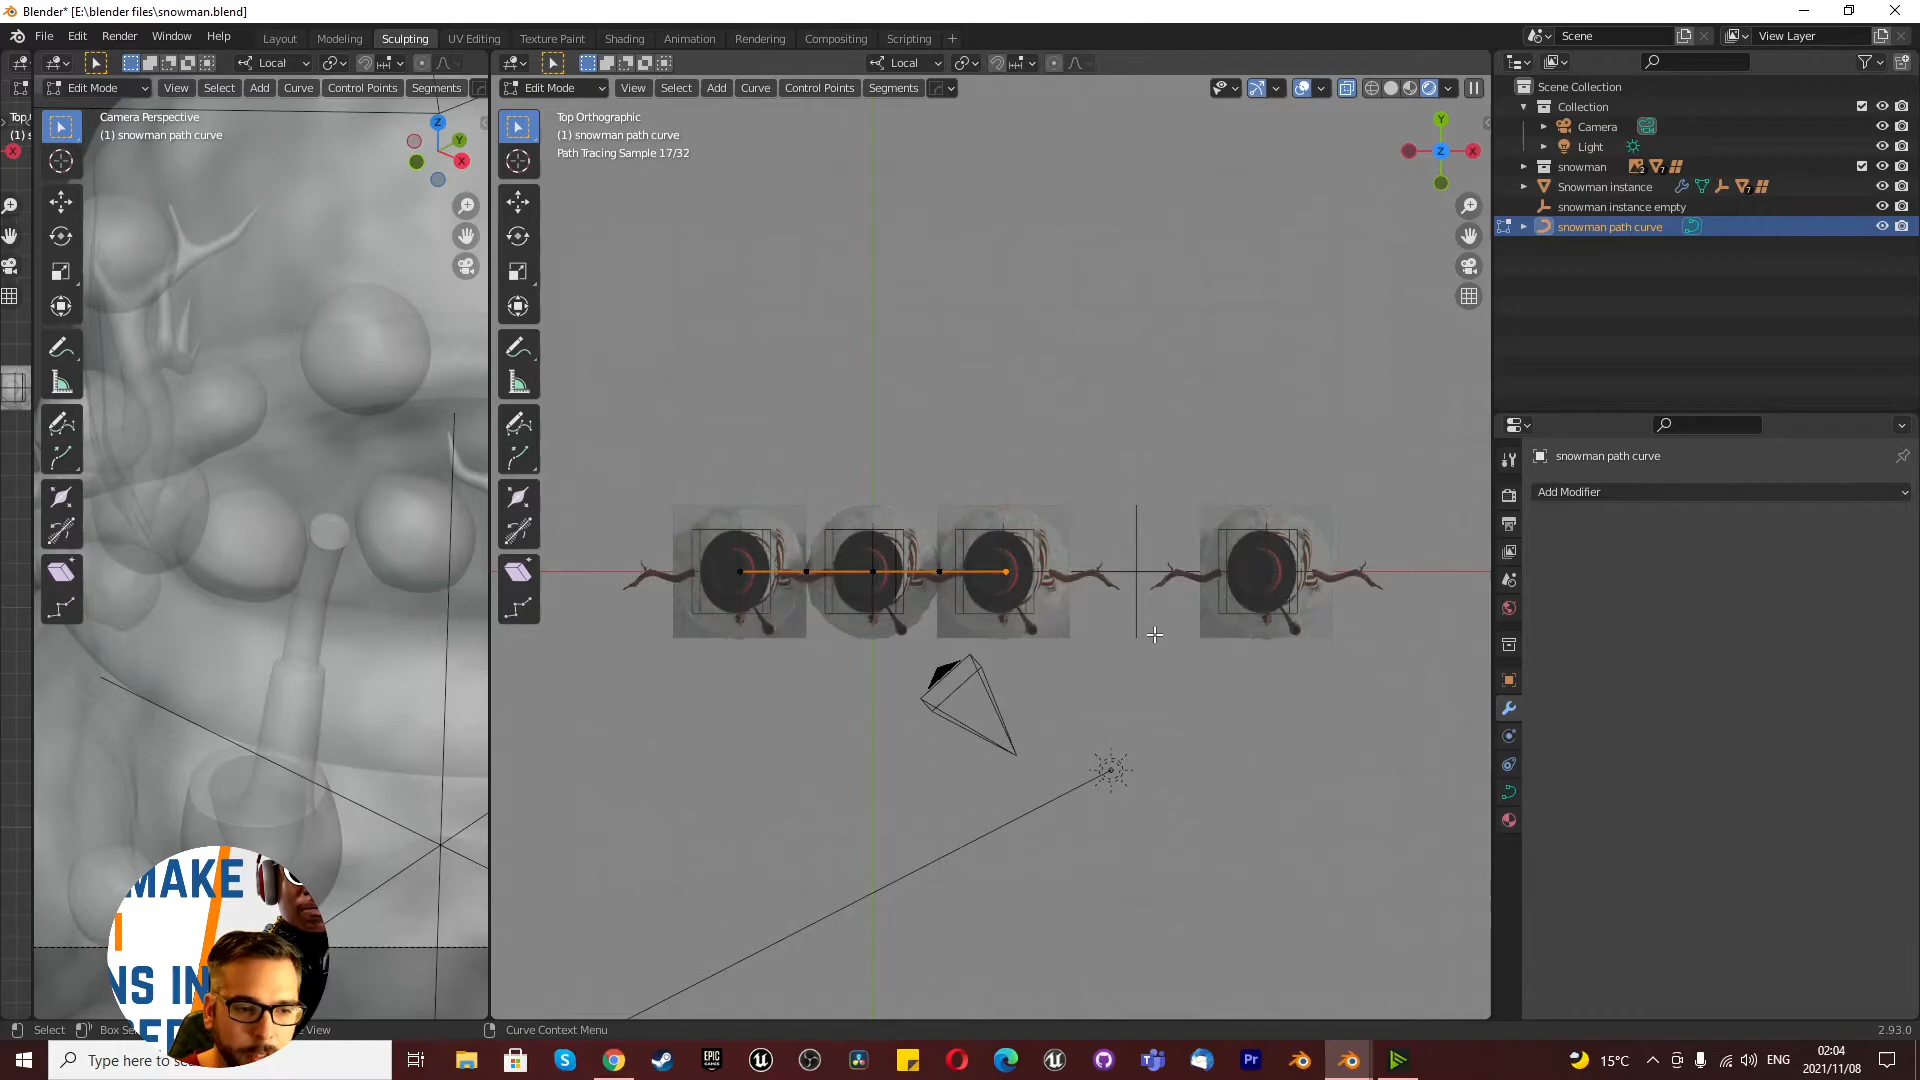 Blender* [E:\blender files\snowman.blend]
File Edit Render Window Help
Layout Modeling Sculpting UV Editing Texture Paint Shading Animation Rendering Compositing Scripting +
Scene
View Layer
Local
Local
Edit Mode View Select Add Curve Control Points Segments
Edit Mode View Select Add Curve Control Points Segments
Camera Perspective
(1) snowman path curve
Top Orthographic
(1) snowman path curve
Path Tracing Sample 17/32
Z
Y
X
Y
Z
X
Scene Collection
Collection
Camera
Light
snowman
Snowman instance
snowman instance empty
snowman path curve
snowman path curve
Add Modifier
MAKE
NS IN
Select
Curve Context Menu
2.93.0
Type here to
15°C
ENG
02:04
2021/11/08